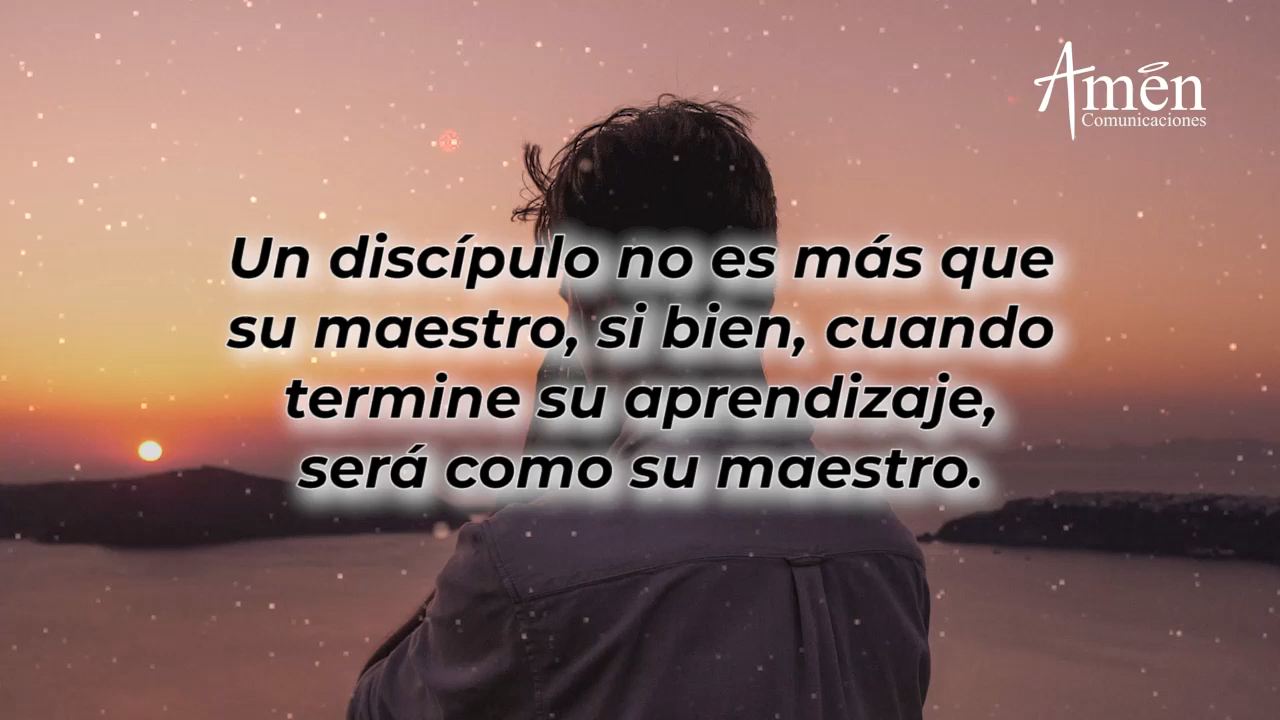 Amén
Comunicaciones
Un discípulo no es más que
su maestro, si bien, cuando
termine su aprendizaje,
será como su maestro.